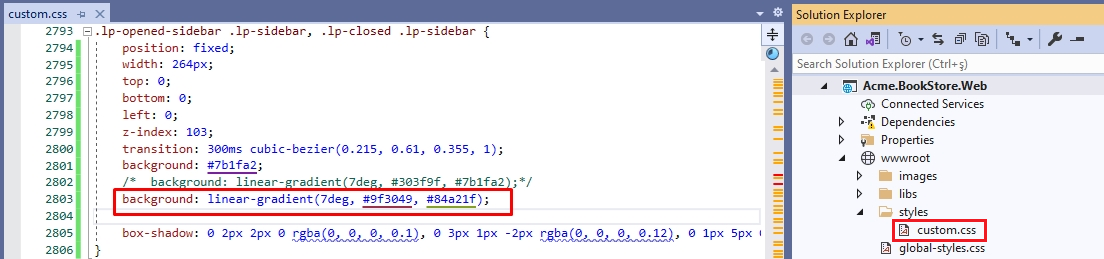 custom.css
2793 .lp-opened-sidebar .lp-sidebar, .lp-closed .lp-sidebar {
2794 position: fixed;
2795 width: 264px;
2796 top: 0;
2797 bottom: 0;
2798 left: 0;
2799 z-index: 103;
2800 transition: 300ms cubic-bezier(0.215, 0.61, 0.355, 1);
2801 background: #7b1fa2;
2802 /*  background: linear-gradient(7deg, #303f9f, #7b1fa2);*/
2803 background: linear-gradient(7deg, #9f3049, #84a21f);
2804
2805 box-shadow: 0 2px 2px 0 rgba(0, 0, 0, 0.1), 0 3px 1px -2px rgba(0, 0, 0, 0.12), 0 1px 5px
2806 }
Solution Explorer
Search Solution Explorer (Ctrl+ş)
Acme.BookStore.Web
Connected Services
Dependencies
Properties
wwwroot
images
libs
styles
custom.css
global-styles.css